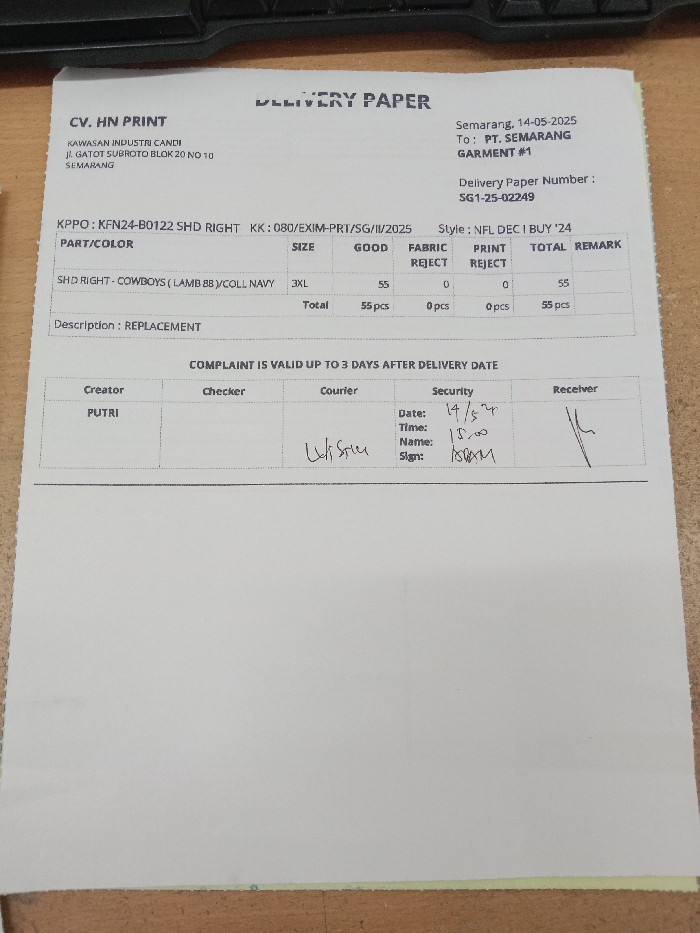 DELIVERY PAPER
CV. HN PRINT
KAWASAN INDUSTRI CANDI
Jl. GATOT SUBROTO BLOK 20 NO 10
SEMARANG
Semarang, 14-05-2025
To : PT. SEMARANG
GARMENT #1
Delivery Paper Number :
SG1-25-02249
KPPO : KFN24-B0122 SHD RIGHT KK : 080/EXIM-PRT/SG/II/2025 Style : NFL DEC I BUY '24
PART/COLOR SIZE GOOD FABRIC REJECT PRINT REJECT TOTAL REMARK
SHD RIGHT - COWBOYS ( LAMB 88 )/COLL NAVY 3XL 55 0 0 55
Total 55 pcs 0 pcs 0 pcs 55 pcs
Description : REPLACEMENT
COMPLAINT IS VALID UP TO 3 DAYS AFTER DELIVERY DATE
Creator Checker Courier Security Receiver
PUTRI
Date: 14/5
Time: 15.00
Name:
Sign: